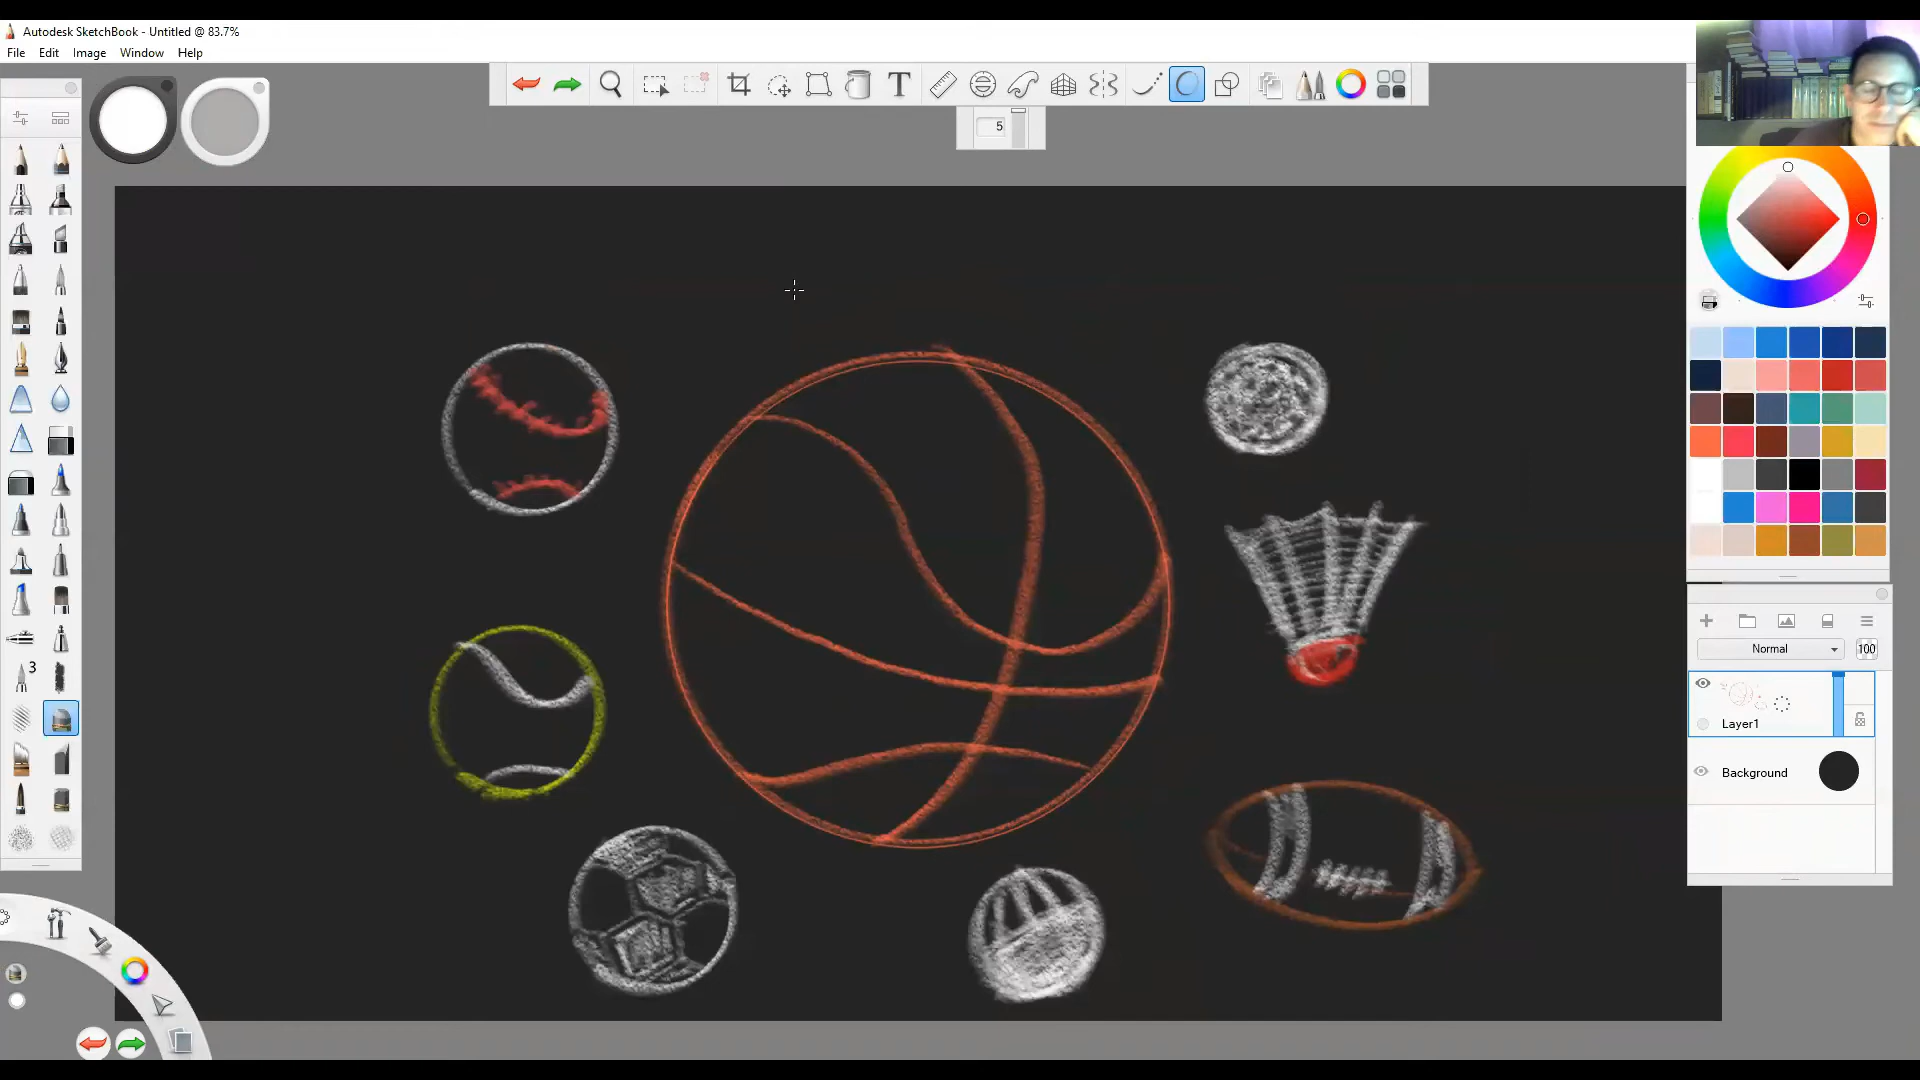 Autodesk SketchBook - Untitled @ 83.7%
File Edit Image Window Help
T
5
3
Normal 100
Layer1
Background